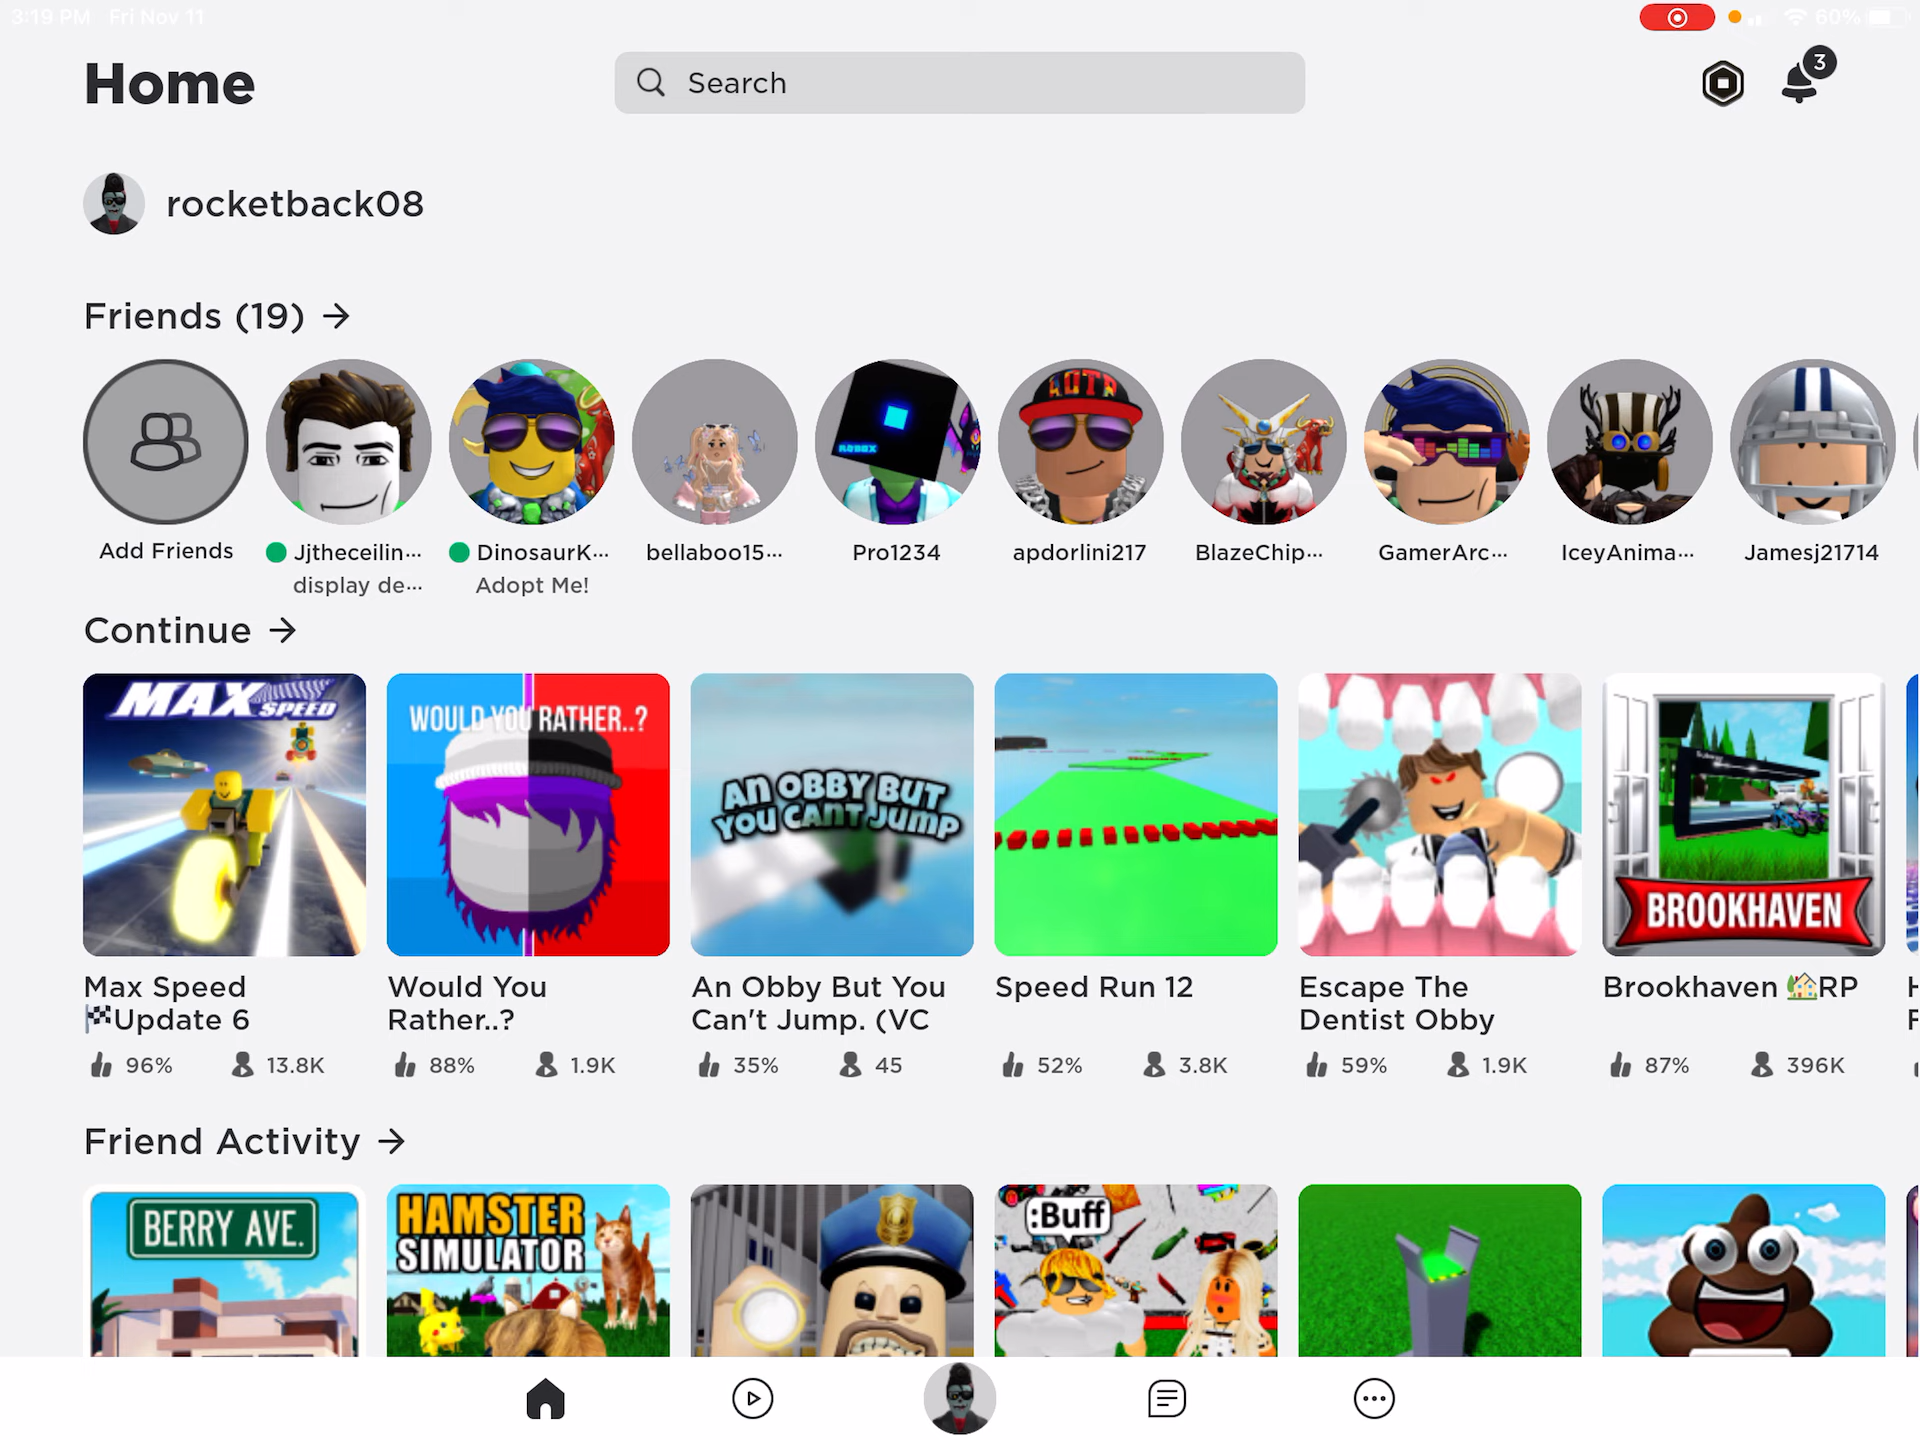 3:19 PM Fri Nov 11
60%
Home
Search
3
rocketback08
Friends (19)
AOTR
ROBOX
Add Friends
Jjtheceilin...
DinosaurK...
bellaboo15...
Pro1234
apdorlini217
BlazeChip...
GamerArc...
IceyAnima...
Jamesj21714
display de...
Adopt Me!
Continue
MAX SPEED
WOULD YOU RATHER..?
AN OBBY BUT
YOU CANT JUMP
BROOKHAVEN
Max Speed
🏁Update 6
Would You
Rather..?
An Obby But You
Can't Jump. (VC
Speed Run 12
Escape The
Dentist Obby
Brookhaven 🏡RP
96%
13.8K
88%
1.9K
35%
45
52%
3.8K
59%
1.9K
87%
396K
Friend Activity
BERRY AVE.
HAMSTER
SIMULATOR
:Buff